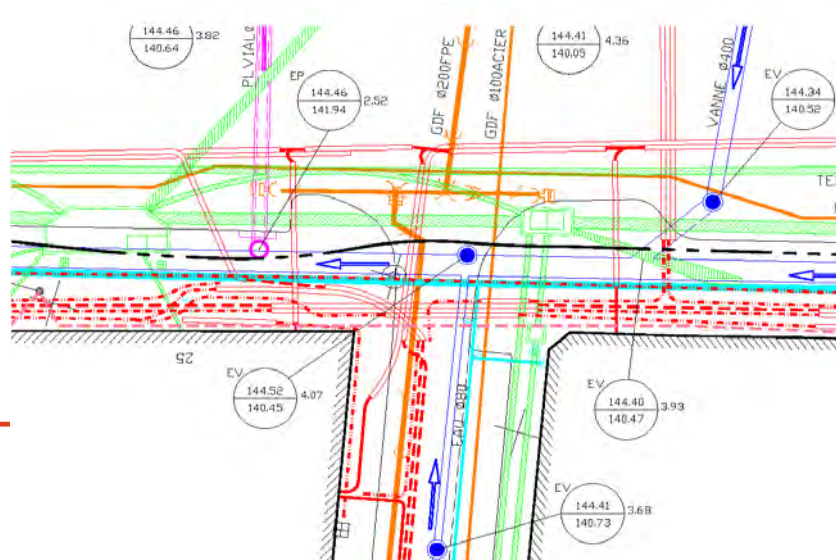 144.46
140.64
3.82
PLVIALØ
GDF Ø200FPE
GDF Ø100ACIER
144.41
140.05
4.36
VANNE Ø400
EV
144.34
140.52
EP
144.46
141.94
2.52
TE
25
EV
144.52
140.45
4.07
EAU Ø80
EV
144.40
140.47
3.93
EV
144.41
140.73
3.68